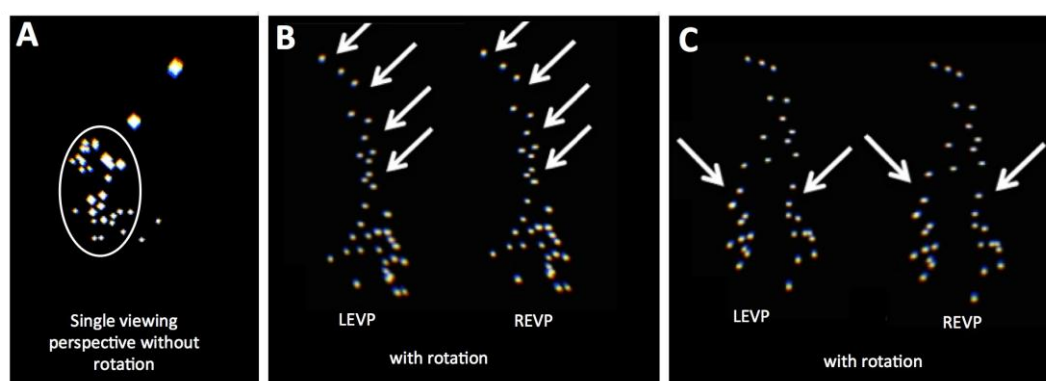 A
B
C
Single viewing
perspective without
rotation
LEVP
REVP
with rotation
LEVP
REVP
with rotation